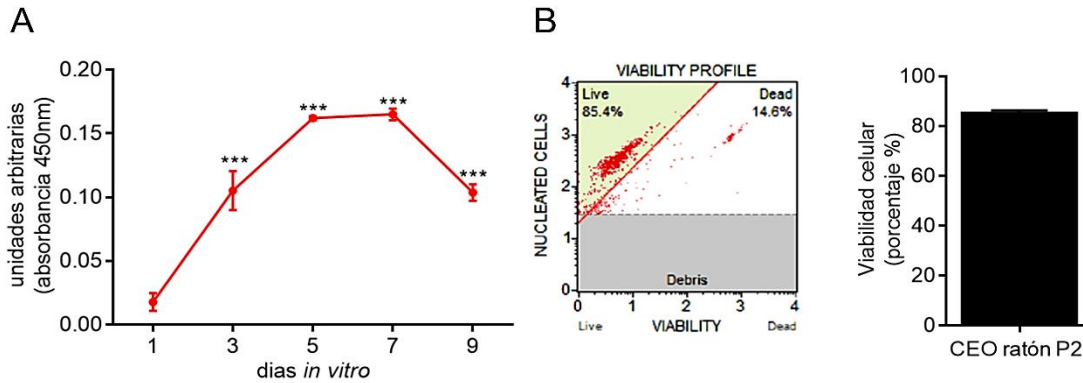 A
unidades arbitrarias
(absorbancia 450nm)
0.20
0.15
0.10
0.05
0.00
***
***
***
***
1 3 5 7 9
dias in vitro
B
VIABILITY PROFILE
NUCLEATED CELLS
4
3
2
1
0
Live
85.4%
Dead
14.6%
Debris
0 1 2 3 4
Live VIABILITY Dead
Viabilidad celular
(porcentaje %)
100
80
60
40
20
0
CEO ratón P2